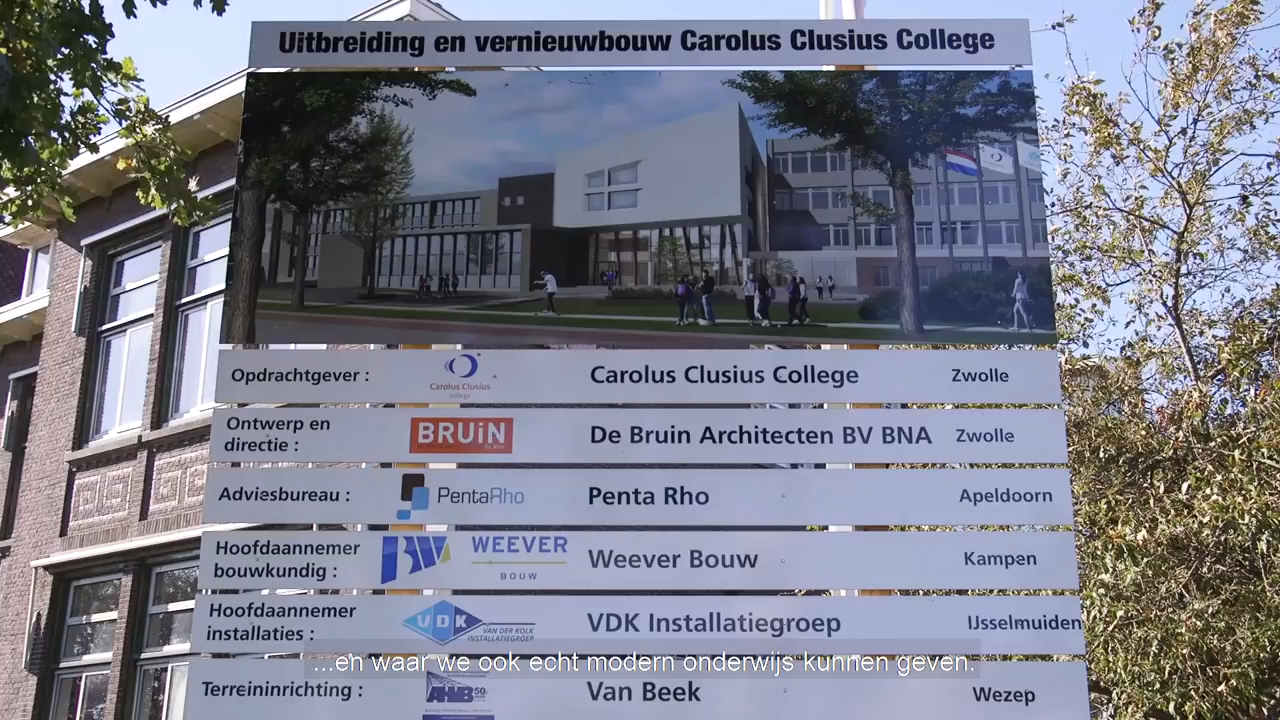 Uitbreiding en vernieuwbouw Carolus Clusius College
Opdrachtgever : Carolus Clusius college Carolus Clusius College Zwolle
Ontwerp en directie : BRUiN De Bruin Architecten BV BNA Zwolle
Adviesbureau : PentaRho Penta Rho Apeldoorn
Hoofdaannemer bouwkundig : BW WEEVER BOUW Weever Bouw Kampen
Hoofdaannemer installaties : VDK VAN DER KOLK INSTALLATIEGROEP VDK Installatiegroep IJsselmuiden
...en waar we ook echt modern onderwijs kunnen geven.
Terreininrichting : AHVB 50 Van Beek Wezep